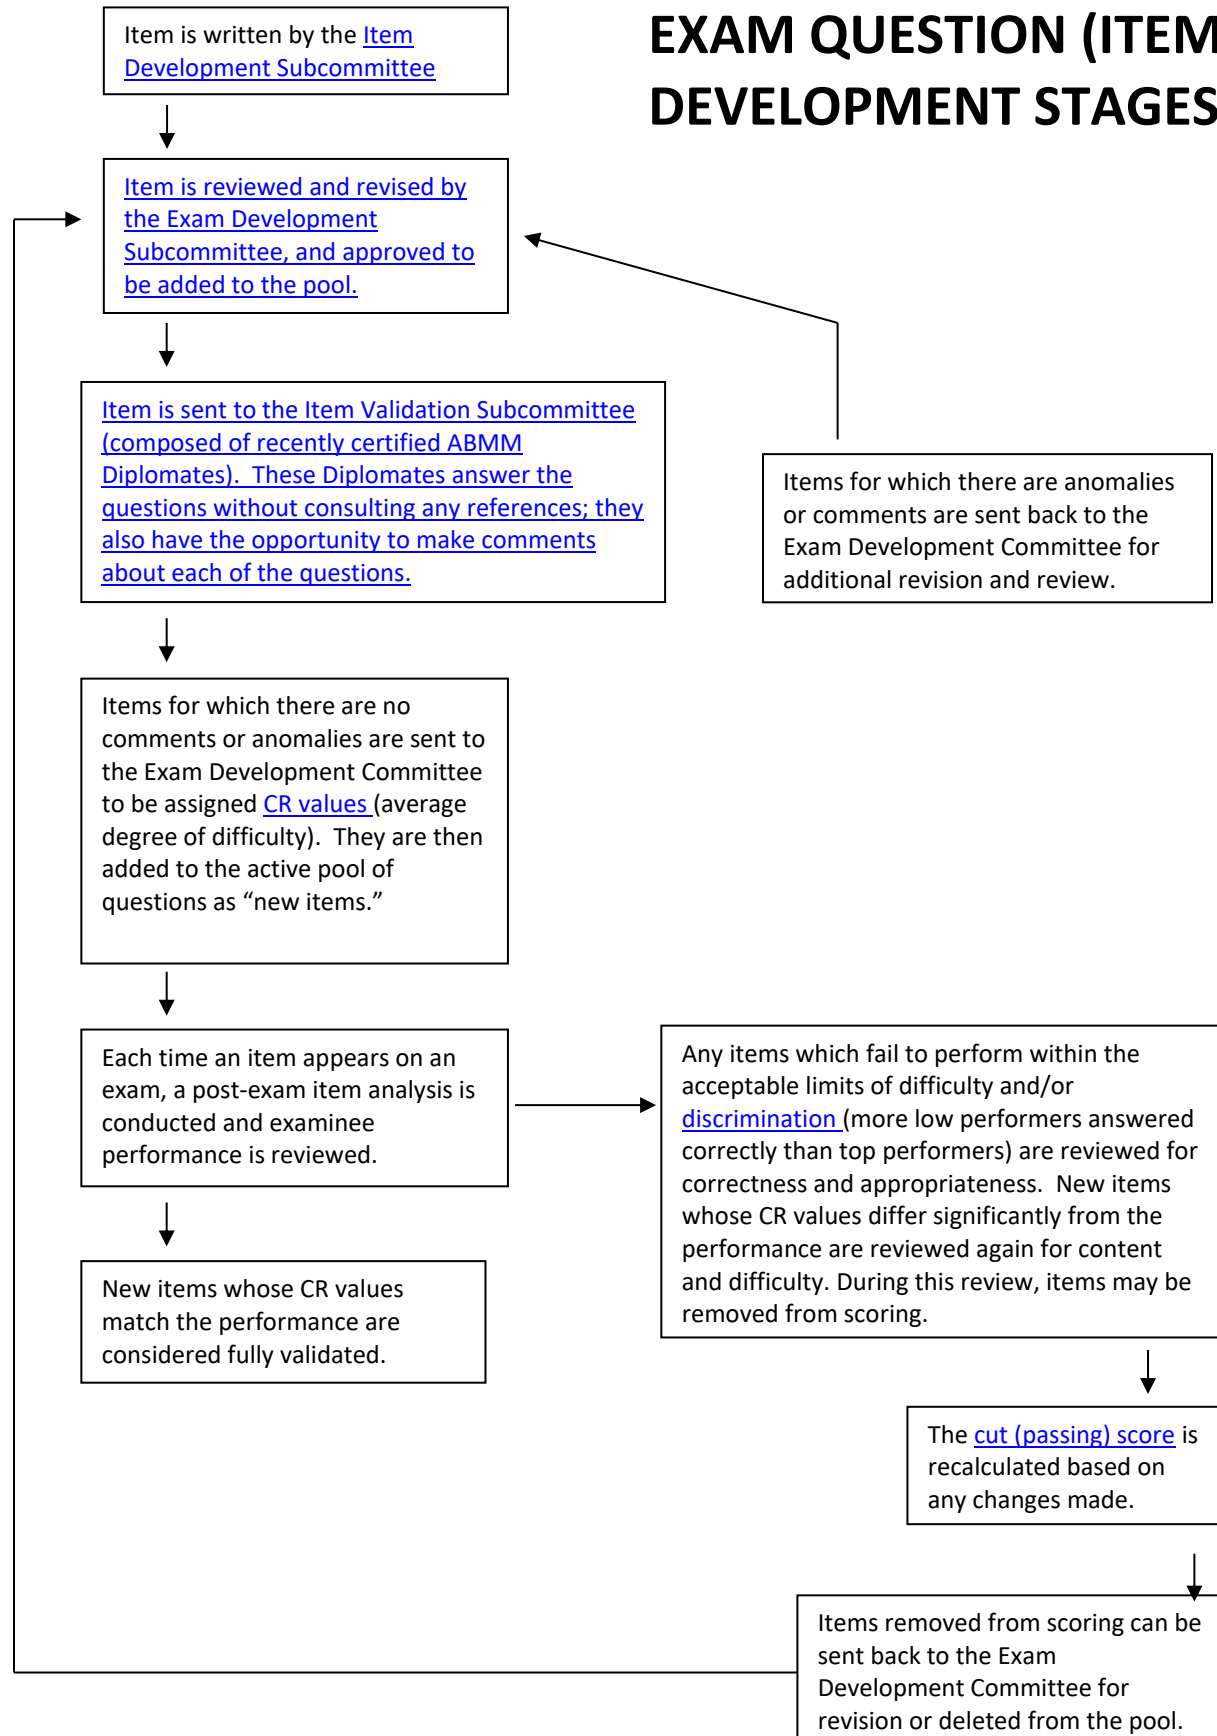 EXAM QUESTION (ITEM
DEVELOPMENT STAGES
Item is written by the Item
Development Subcommittee
Item is reviewed and revised by
the Exam Development
Subcommittee, and approved to
be added to the pool.
Item is sent to the Item Validation Subcommittee
(composed of recently certified ABMM
Diplomates).  These Diplomates answer the
questions without consulting any references; they
also have the opportunity to make comments
about each of the questions.
Items for which there are anomalies
or comments are sent back to the
Exam Development Committee for
additional revision and review.
Items for which there are no
comments or anomalies are sent to
the Exam Development Committee
to be assigned CR values (average
degree of difficulty).  They are then
added to the active pool of
questions as “new items.”
Each time an item appears on an
exam, a post-exam item analysis is
conducted and examinee
performance is reviewed.
Any items which fail to perform within the
acceptable limits of difficulty and/or
discrimination (more low performers answered
correctly than top performers) are reviewed for
correctness and appropriateness.  New items
whose CR values differ significantly from the
performance are reviewed again for content
and difficulty. During this review, items may be
removed from scoring.
New items whose CR values
match the performance are
considered fully validated.
The cut (passing) score is
recalculated based on
any changes made.
Items removed from scoring can be
sent back to the Exam
Development Committee for
revision or deleted from the pool.